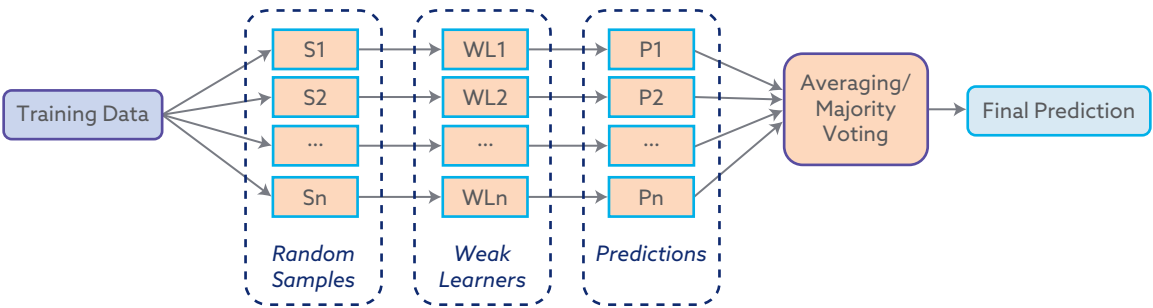 Training Data
S1
S2
...
Sn
Random
Samples
WL1
WL2
...
WLn
Weak
Learners
P1
P2
...
Pn
Predictions
Averaging/
Majority
Voting
Final Prediction